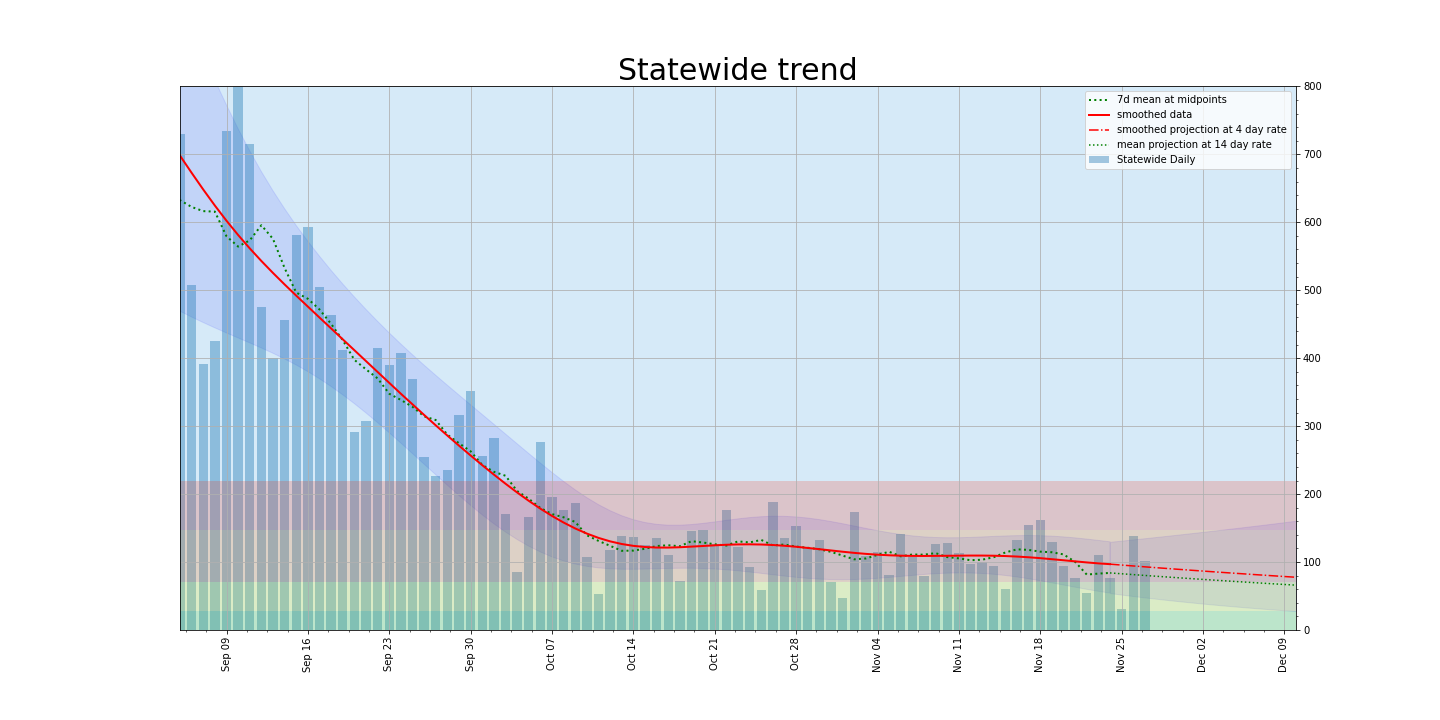 Statewide trend
7d mean at midpoints
smoothed data
smoothed projection at 4 day rate
mean projection at 14 day rate
Statewide Daily
800
700
600
500
400
300
200
100
0
Sep 09
Sep 16
Sep 23
Sep 30
Oct 07
Oct 14
Oct 21
Oct 28
Nov 04
Nov 11
Nov 18
Nov 25
Dec 02
Dec 09